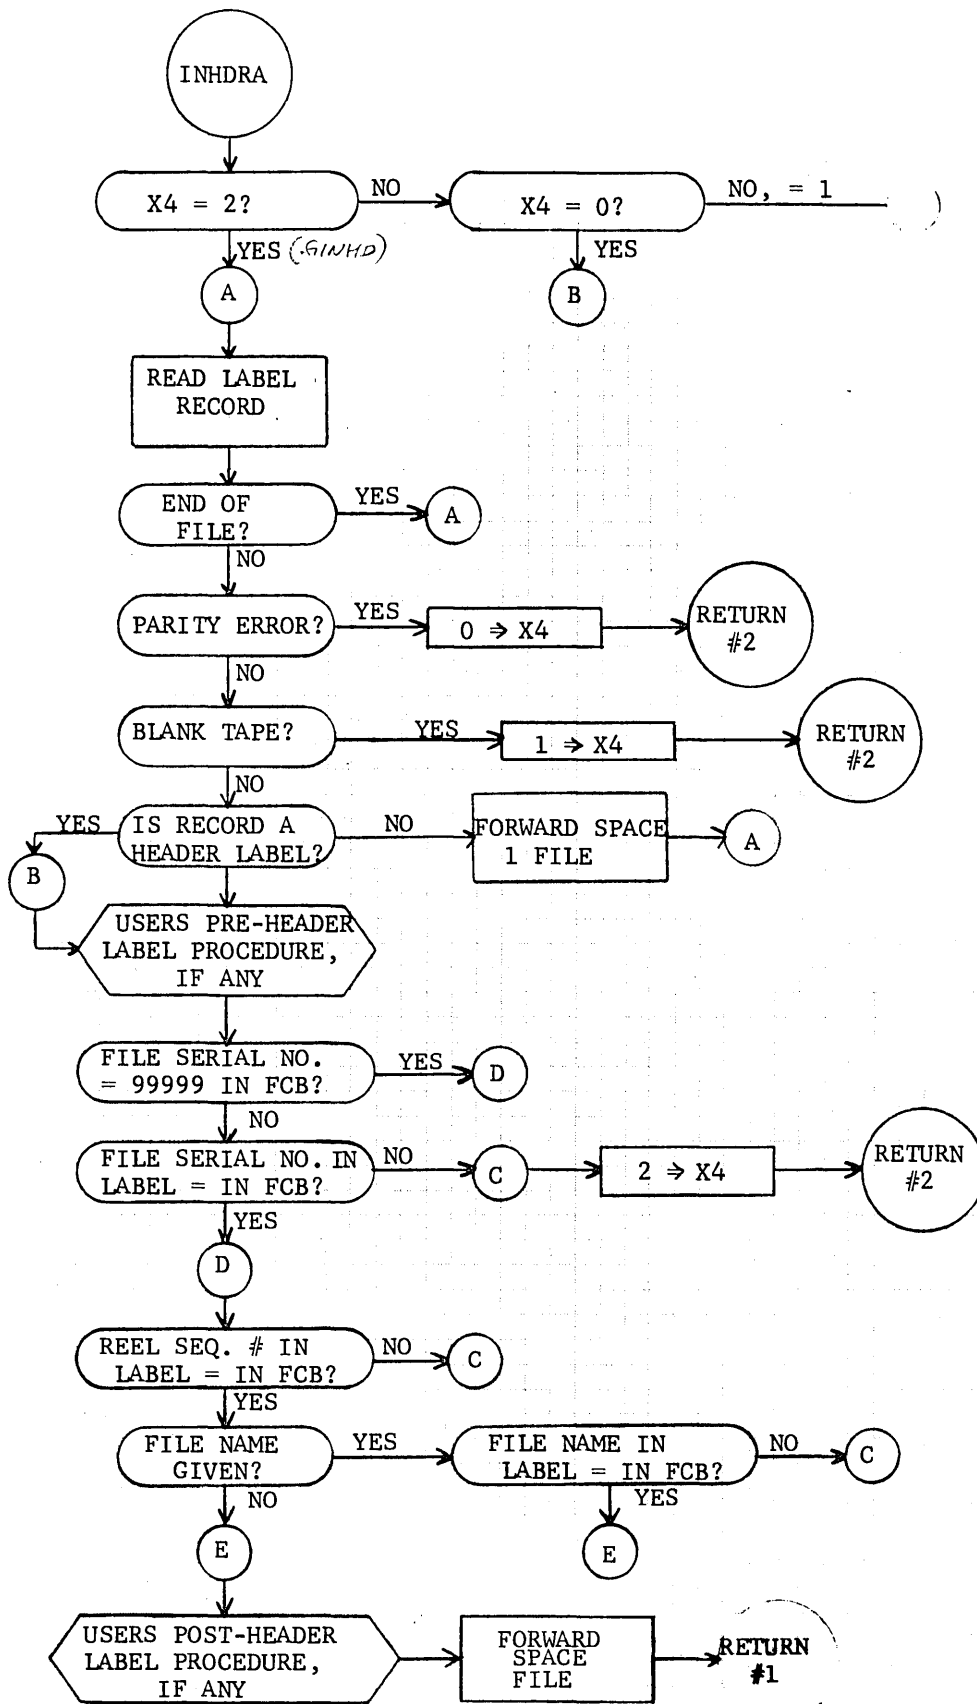 INHDRA
X4 = 2?
NO
X4 = 0?
NO, = 1
YES (.GINHD)
YES
A
B
READ LABEL
RECORD
END OF
FILE?
YES
A
NO
PARITY ERROR?
YES
0 ⇒ X4
RETURN
#2
NO
BLANK TAPE?
YES
1 ⇒ X4
RETURN
#2
NO
YES
IS RECORD A
HEADER LABEL?
NO
FORWARD SPACE
1 FILE
A
B
USERS PRE-HEADER
LABEL PROCEDURE,
IF ANY
FILE SERIAL NO.
= 99999 IN FCB?
YES
D
NO
FILE SERIAL NO. IN
LABEL = IN FCB?
NO
C
2 ⇒ X4
RETURN
#2
YES
D
REEL SEQ. # IN
LABEL = IN FCB?
NO
C
YES
FILE NAME
GIVEN?
YES
FILE NAME IN
LABEL = IN FCB?
NO
C
NO
YES
E
E
USERS POST-HEADER
LABEL PROCEDURE,
IF ANY
FORWARD
SPACE
FILE
RETURN
#1